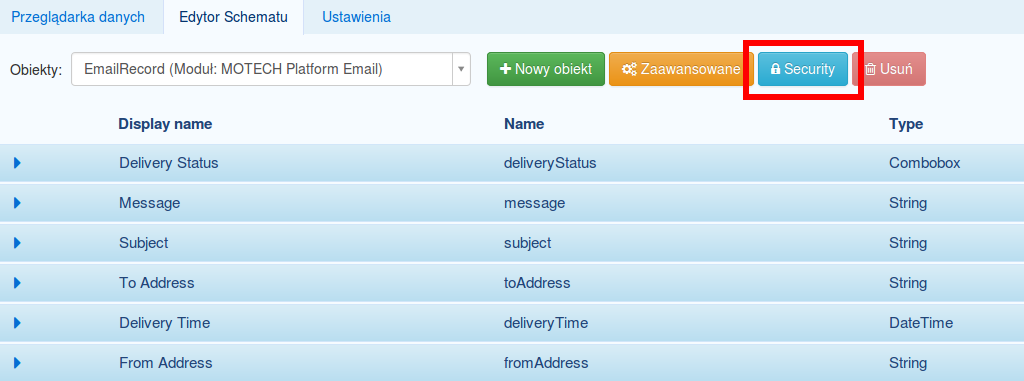 Przeglądarka danych Edytor Schematu Ustawienia
Obiekty: EmailRecord (Moduł: MOTECH Platform Email) Nowy obiekt Zaawansowane Security Usuń
Display name Name Type
Delivery Status deliveryStatus Combobox
Message message String
Subject subject String
To Address toAddress String
Delivery Time deliveryTime DateTime
From Address fromAddress String